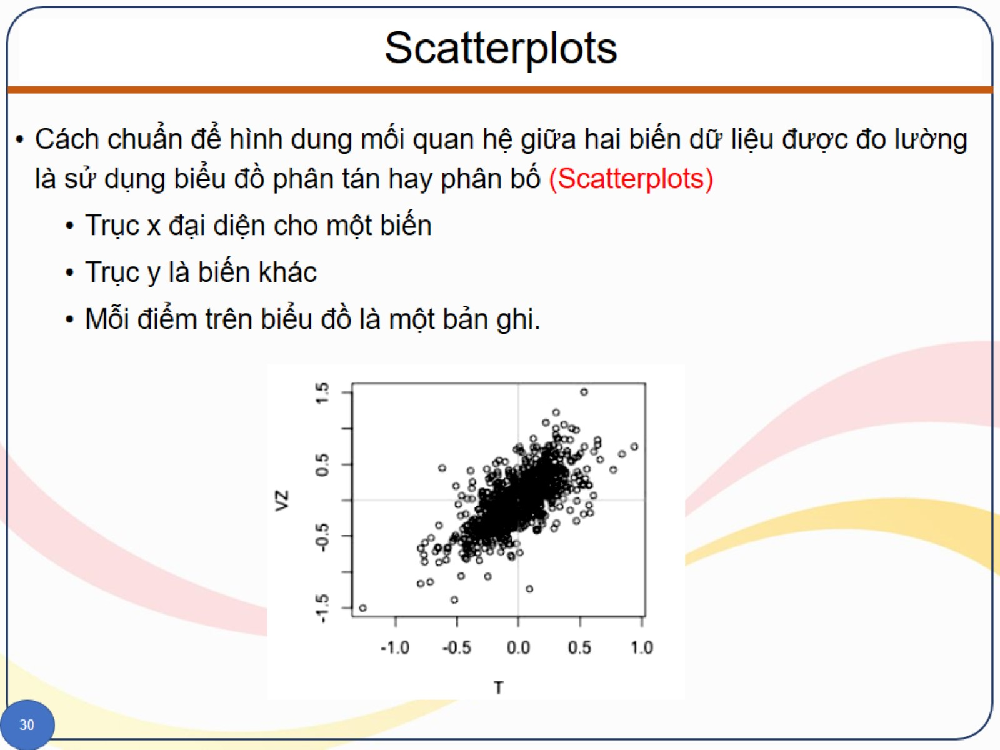 Scatterplots
• Cách chuẩn để hình dung mối quan hệ giữa hai biến dữ liệu được đo lường
là sử dụng biểu đồ phân tán hay phân bố (Scatterplots)
• Trục x đại diện cho một biến
• Trục y là biến khác
• Mỗi điểm trên biểu đồ là một bản ghi.
1.5
0.5
-0.5
-1.5
VZ
-1.0 -0.5 0.0 0.5 1.0
T
30